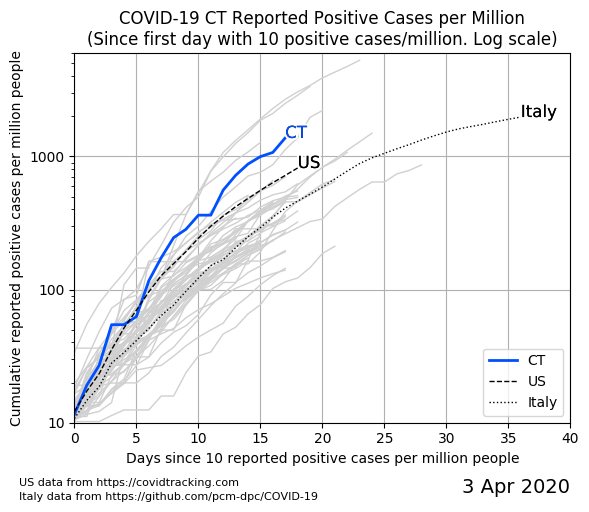 COVID-19 CT Reported Positive Cases per Million
(Since first day with 10 positive cases/million. Log scale)
Cumulative reported positive cases per million people
1000
100
10
Italy
CT
US
CT
US
Italy
0 5 10 15 20 25 30 35 40
Days since 10 reported positive cases per million people
US data from https://covidtracking.com
Italy data from https://github.com/pcm-dpc/COVID-19
3 Apr 2020